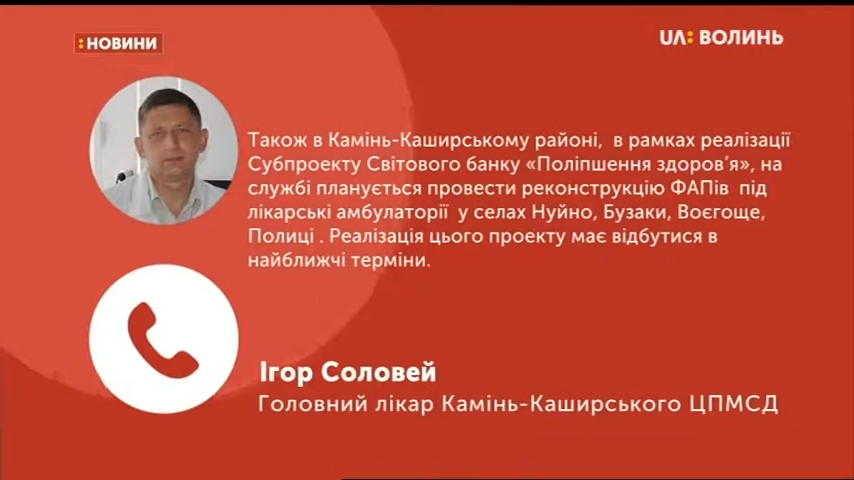 :НОВИНИ
UA: ВОЛИНЬ
Також в Камінь-Каширському районі,  в рамках реалізації
Субпроекту Світового банку «Поліпшення здоров'я», на
службі планується провести реконструкцію ФАПів  під
лікарські амбулаторії  у селах Нуйно, Бузаки, Воєгоще,
Полиці . Реалізація цього проекту має відбутися в
найближчі терміни.
Ігор Соловей
Головний лікар Камінь-Каширського ЦПМСД